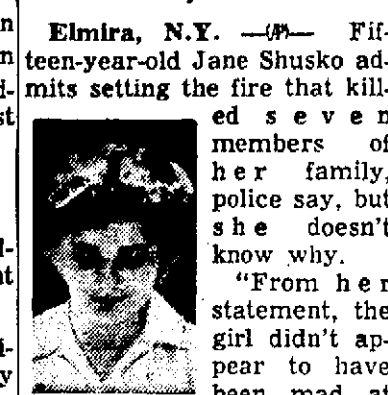 n
n
d-
st
l-
nt
i-
y
Elmira, N.Y. —(AP)— Fif-
teen-year-old Jane Shusko ad-
mits setting the fire that kill-
ed seven
members of
her family,
police say, but
she doesn't
know why.
"From her
statement, the
girl didn't ap-
pear to have
been mad at